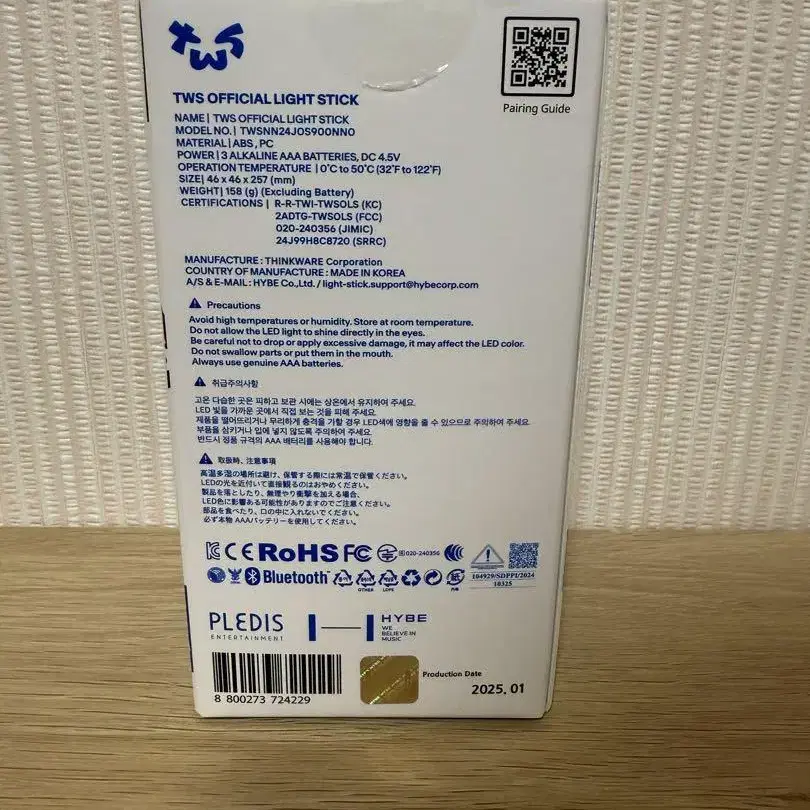 TWS
Pairing Guide
TWS OFFICIAL LIGHT STICK
NAME | TWS OFFICIAL LIGHT STICK
MODEL NO. | TWSNN24JOS900NNO
MATERIAL | ABS, PC
POWER | 3 ALKALINE AAA BATTERIES, DC 4.5V
OPERATION TEMPERATURE | 0°C to 50°C (32°F to 122°F)
SIZE | 46 x 46 x 257 (mm)
WEIGHT | 158 (g) (Excluding Battery)
CERTIFICATIONS | R-R-TWI-TWSOLS (KC)
2ADTG-TWSOLS (FCC)
020-240356 (JIMIC)
24J99H8C8720 (SRRC)
MANUFACTURE : THINKWARE Corporation
COUNTRY OF MANUFACTURE : MADE IN KOREA
A/S & E-MAIL : HYBE Co.,Ltd. / light-stick.support@hybecorp.com
Precautions
Avoid high temperatures or humidity. Store at room temperature.
Do not allow the LED light to shine directly in the eyes.
Be careful not to drop or apply excessive damage, it may affect the LED color.
Do not swallow parts or put them in the mouth.
Always use genuine AAA batteries.
취급주의사항
고온 다습한 곳은 피하고 보관 시에는 상온에서 유지하여 주세요.
LED 빛을 가까운 곳에서 직접 보는 것을 피해 주세요.
제품을 떨어뜨리거나 무리하게 충격을 가할 경우 LED색에 영향을 줄 수 있으므로 주의하여 주세요.
부품을 삼키거나 입에 넣지 않도록 주의하여 주세요.
반드시 정품 규격의 AAA 배터리를 사용해야 합니다.
取扱時、注意事項
高温多湿の場所は避け、保管する際には常温で保管ください。
LEDの光を近付いて直接観るのはおやめください。
製品を落としたり、無理やり衝撃を加える場合、
LED色に影響ある可能性がありますのでご注意ください。
部品を食べたり、口の中に入れないでください。
必ず本物 AAAバッテリーを使用してください。
CE RoHS FC 020-240356
Bluetooth
OTHER LDPE
104929/SDPPI/2024
10325
PLEDIS
ENTERTAINMENT
HYBE
WE
BELIEVE IN
MUSIC
Production Date
2025. 01
8 800273 724229